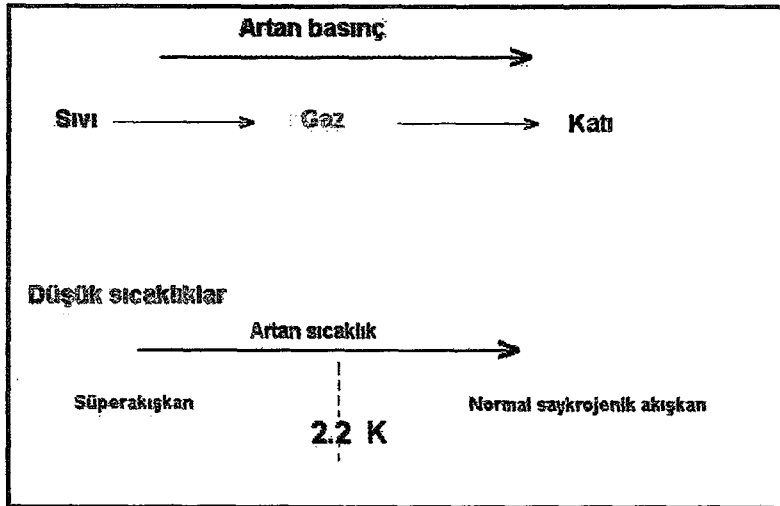 Artan basınç
Sıvı Gaz Katı
Düşük sıcaklıklar
Artan sıcaklık
Süperakışkan Normal saykrojenik akışkan
2.2 K